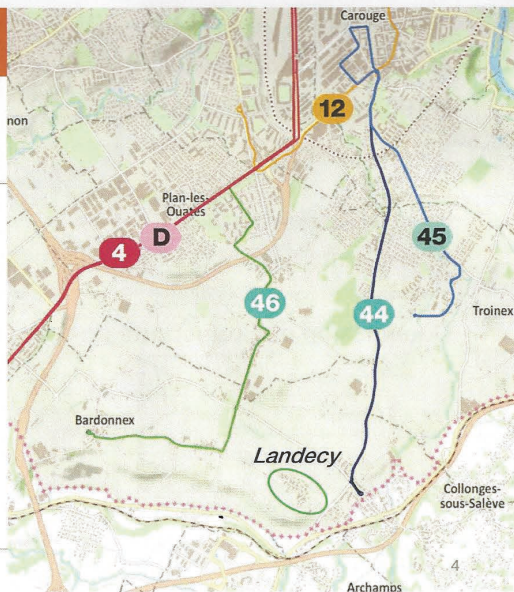 Carouge
12
non
Plan-les-
Ouates
D
4
45
46
44
Troinex
Bardonnex
Landecy
Collonges-
sous-Salève
4
Archamps